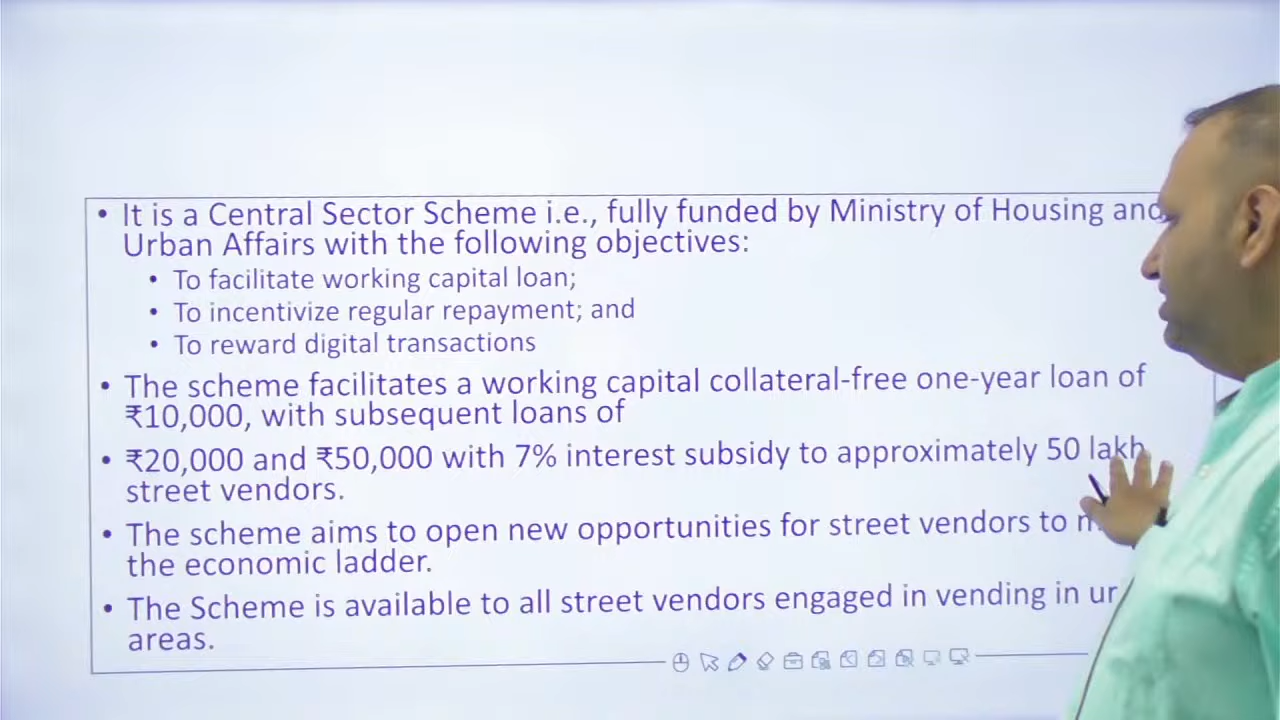 • It is a Central Sector Scheme i.e., fully funded by Ministry of Housing and
Urban Affairs with the following objectives:
• To facilitate working capital loan;
• To incentivize regular repayment; and
• To reward digital transactions
• The scheme facilitates a working capital collateral-free one-year loan of
₹10,000, with subsequent loans of
• ₹20,000 and ₹50,000 with 7% interest subsidy to approximately 50 lakh
street vendors.
• The scheme aims to open new opportunities for street vendors to
the economic ladder.
• The Scheme is available to all street vendors engaged in vending in
areas.